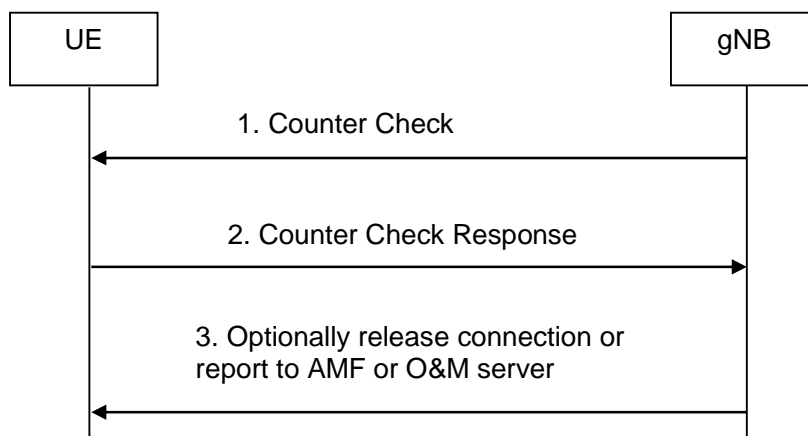 UE
gNB
1. Counter Check
2. Counter Check Response
3. Optionally release connection or
report to AMF or O&M server